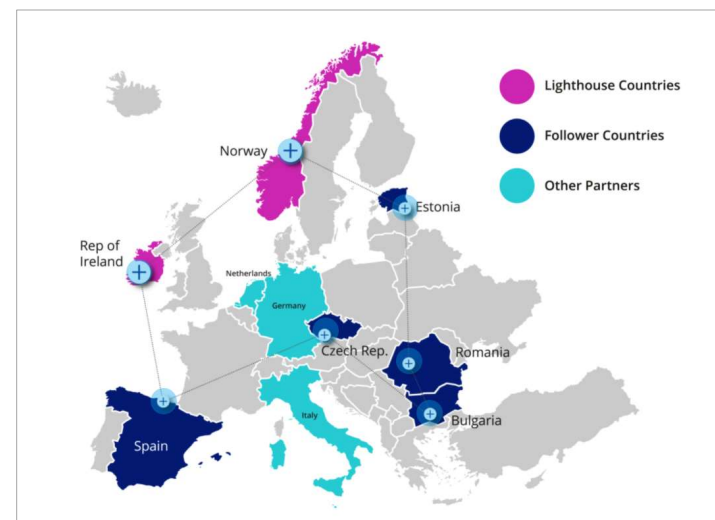 Lighthouse Countries
Follower Countries
Other Partners
Norway
Estonia
Rep of
Ireland
Netherlands
Germany
Czech Rep.
Romania
Italy
Bulgaria
Spain